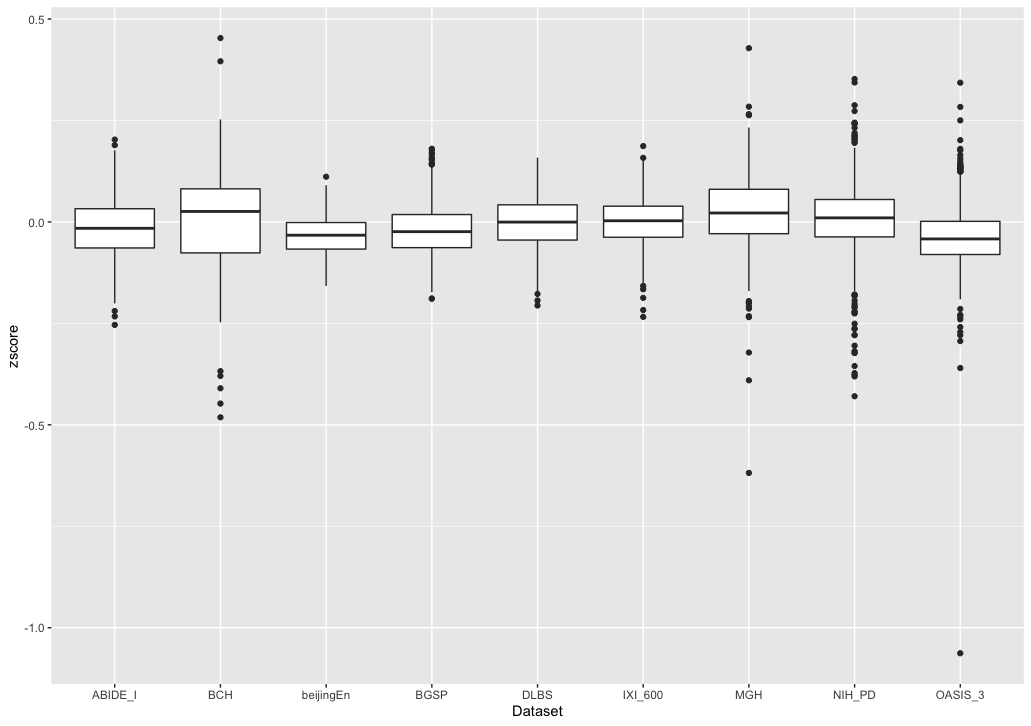 zscore
0.5
0.0
-0.5
-1.0
ABIDE_I BCH beijingEn BGSP DLBS IXI_600 MGH NIH_PD OASIS_3
Dataset